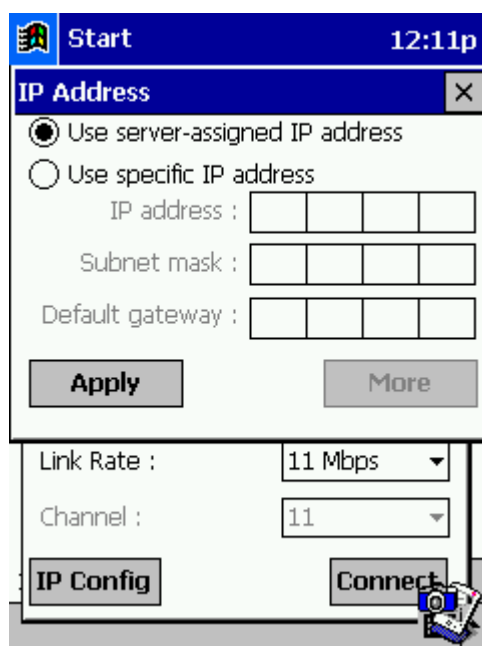 Start 12:11p
IP Address
Use server-assigned IP address
Use specific IP address
IP address :
Subnet mask :
Default gateway :
Apply More
Link Rate : 11 Mbps
Channel : 11
IP Config Connect